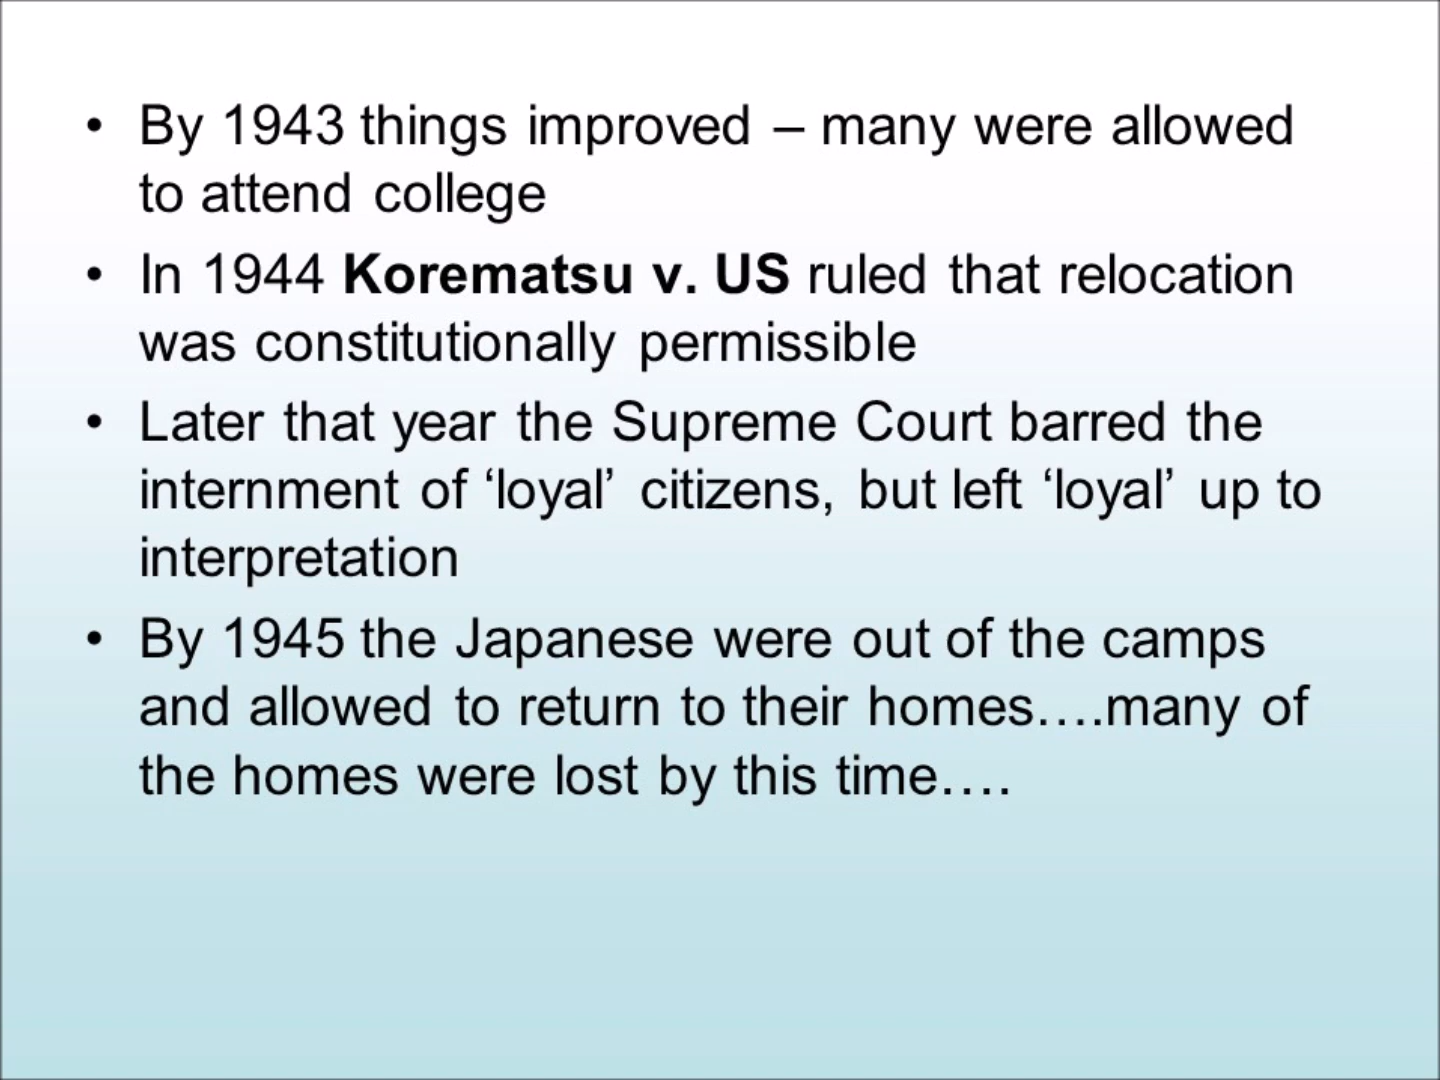 • By 1943 things improved – many were allowed
to attend college
• In 1944 Korematsu v. US ruled that relocation
was constitutionally permissible
• Later that year the Supreme Court barred the
internment of ‘loyal’ citizens, but left ‘loyal’ up to
interpretation
• By 1945 the Japanese were out of the camps
and allowed to return to their homes….many of
the homes were lost by this time….